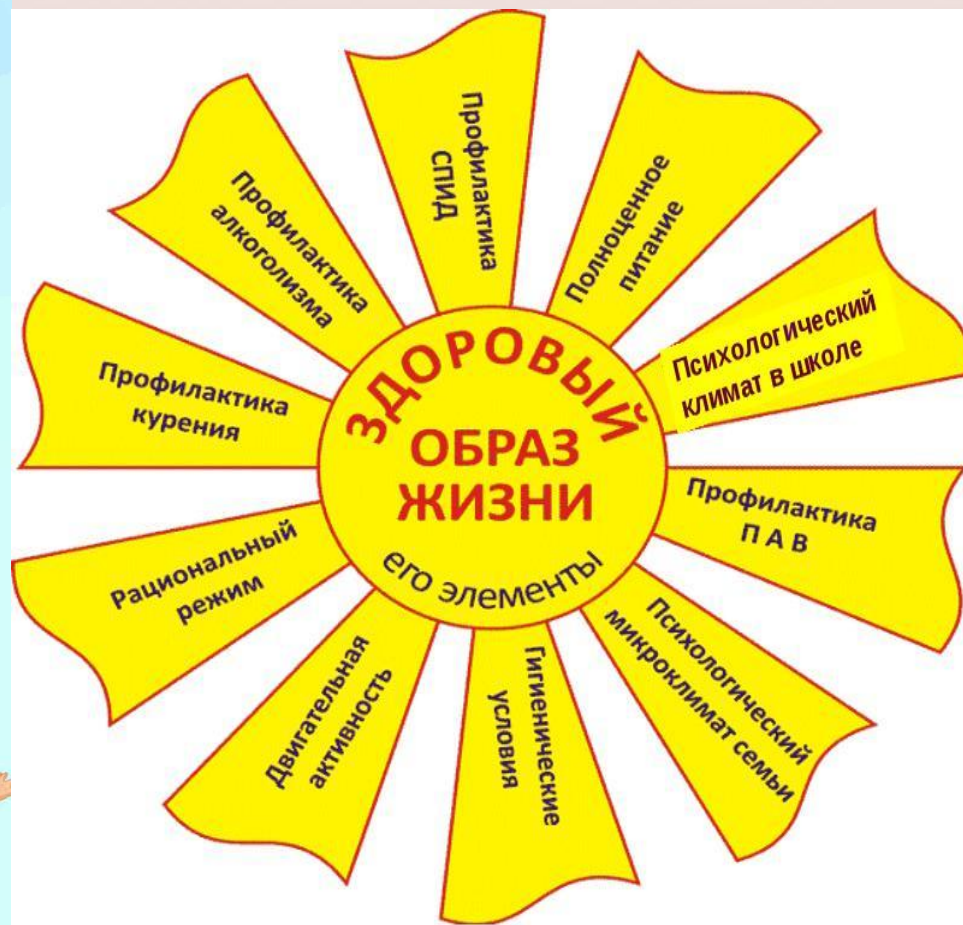 ЗДОРОВЫЙ
ОБРАЗ
ЖИЗНИ
его элементы
Профилактика
СПИД
Полноценное
питание
Психологический
климат в школе
Профилактика
П А В
Психологический
микроклимат семьи
Гигиенические
условия
Двигательная
активность
Рациональный
режим
Профилактика
курения
Профилактика
алкоголизма